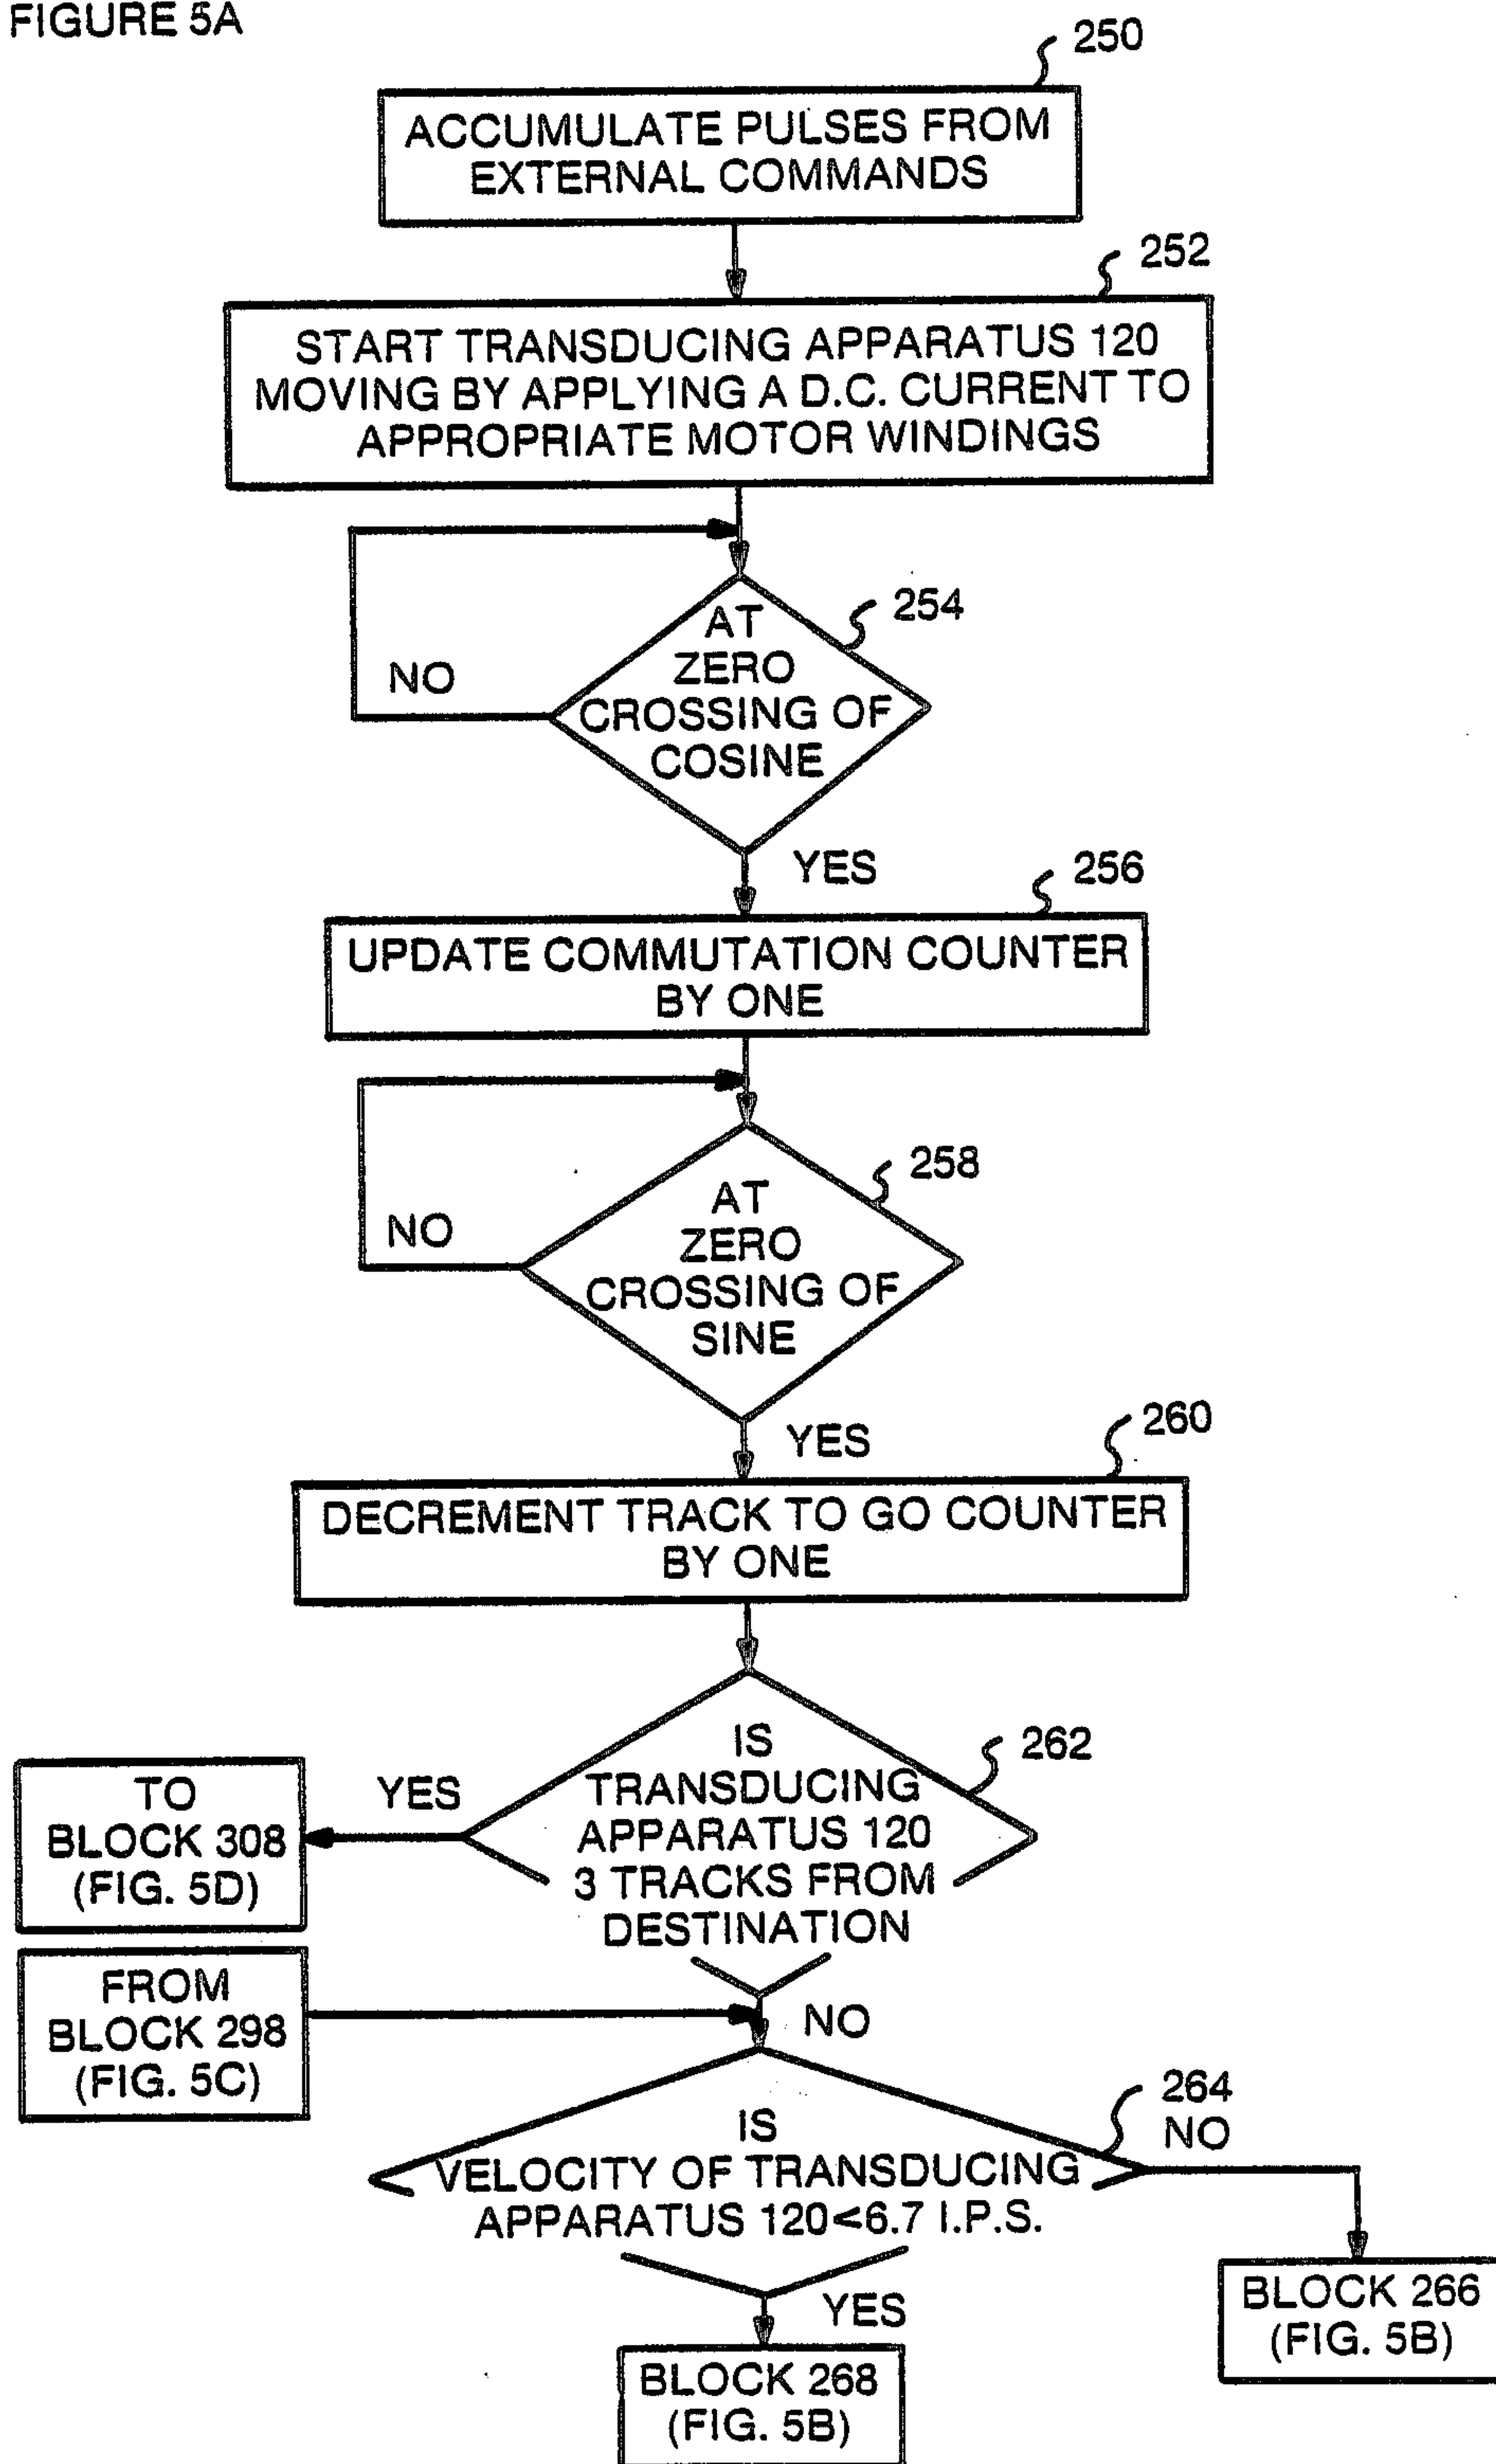 FIGURE 5A
250
ACCUMULATE PULSES FROM
EXTERNAL COMMANDS
252
START TRANSDUCING APPARATUS 120
MOVING BY APPLYING A D.C. CURRENT TO
APPROPRIATE MOTOR WINDINGS
254
AT
ZERO
CROSSING OF
COSINE
NO
YES
256
UPDATE COMMUTATION COUNTER
BY ONE
258
AT
ZERO
CROSSING OF
SINE
NO
YES
260
DECREMENT TRACK TO GO COUNTER
BY ONE
262
IS
TRANSDUCING
APPARATUS 120
3 TRACKS FROM
DESTINATION
YES
TO
BLOCK 308
(FIG. 5D)
FROM
BLOCK 298
(FIG. 5C)
NO
264
NO
IS
VELOCITY OF TRANSDUCING
APPARATUS 120<6.7 I.P.S.
YES
BLOCK 266
(FIG. 5B)
BLOCK 268
(FIG. 5B)